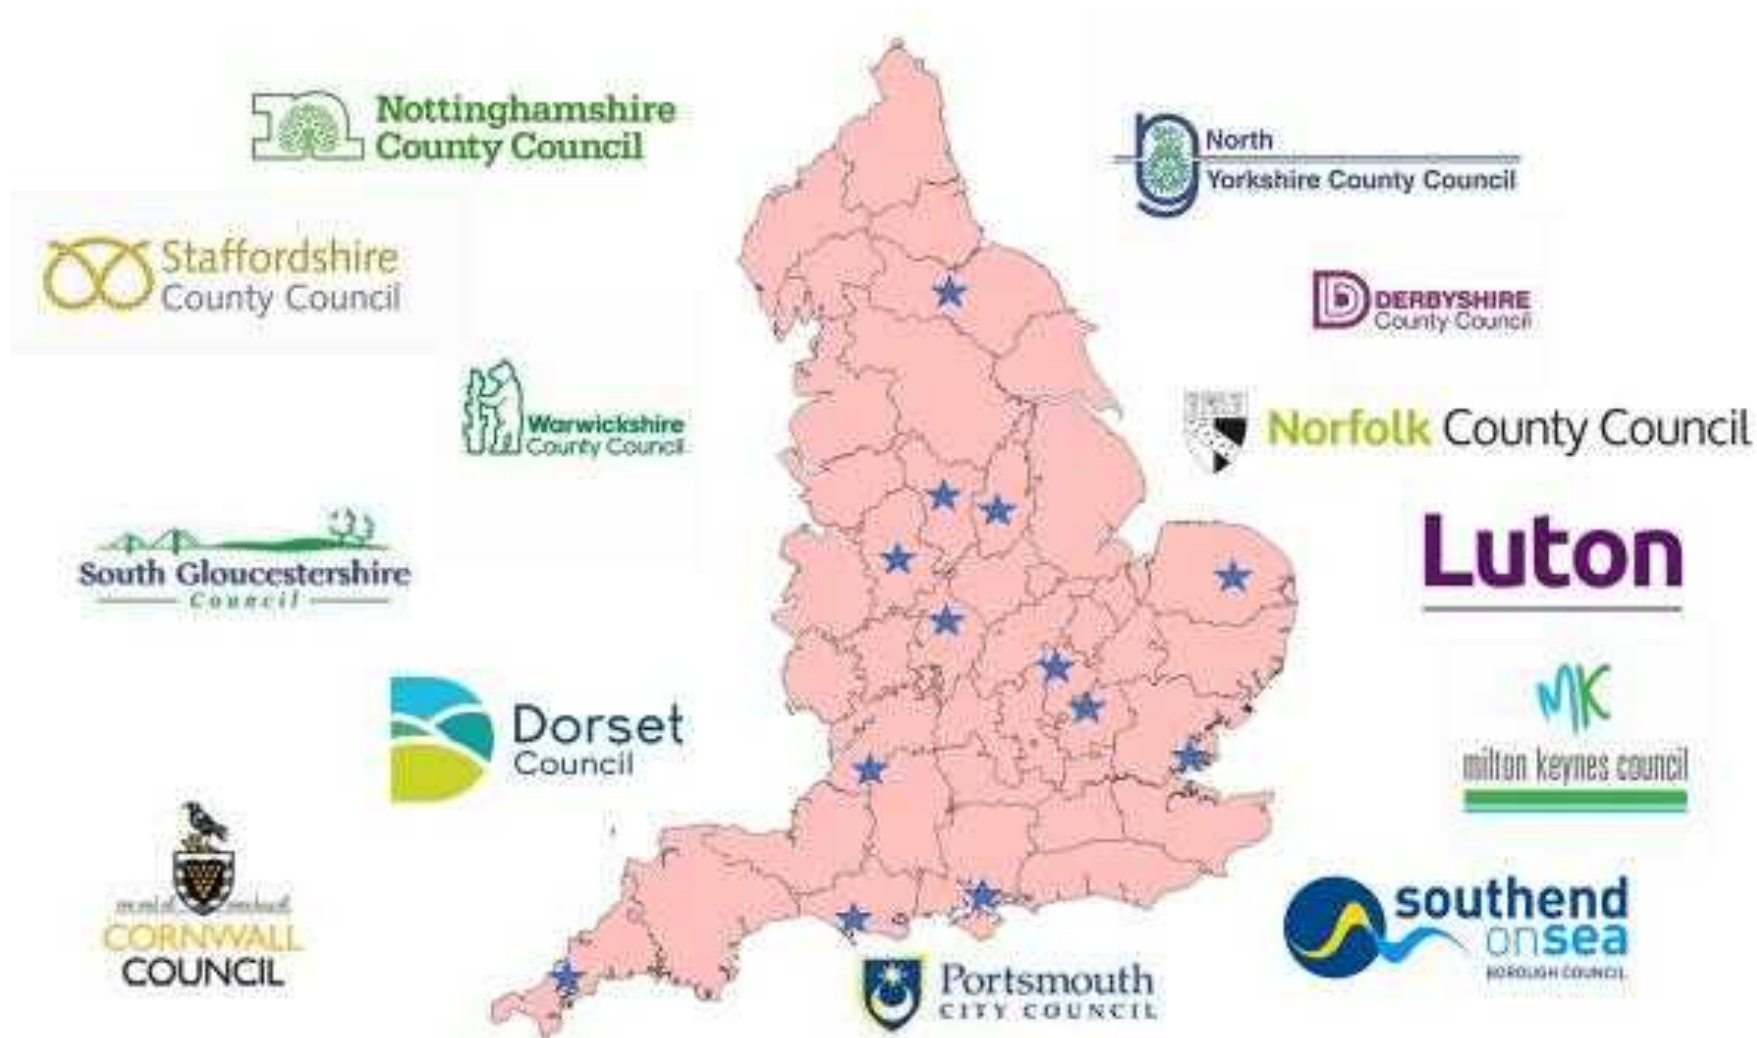 Nottinghamshire
County Council
North
Yorkshire County Council
Staffordshire
County Council
DERBYSHIRE
County Council
Warwickshire
County Council
Norfolk County Council
South Gloucestershire
Council
Luton
Dorset
Council
MK
milton keynes council
CORNWALL
COUNCIL
southend
onsea
BOROUGH COUNCIL
Portsmouth
CITY COUNCIL